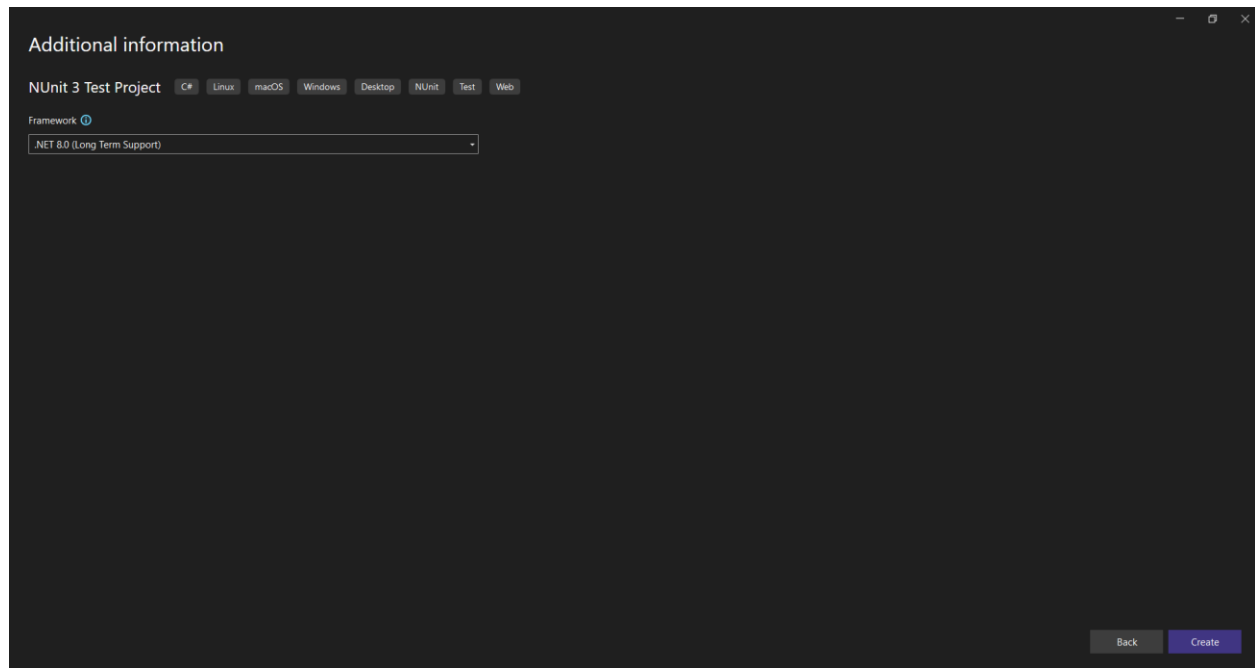 Additional information
NUnit 3 Test Project C# Linux macOS Windows Desktop NUnit Test Web
Framework
.NET 8.0 (Long Term Support)
Back Create